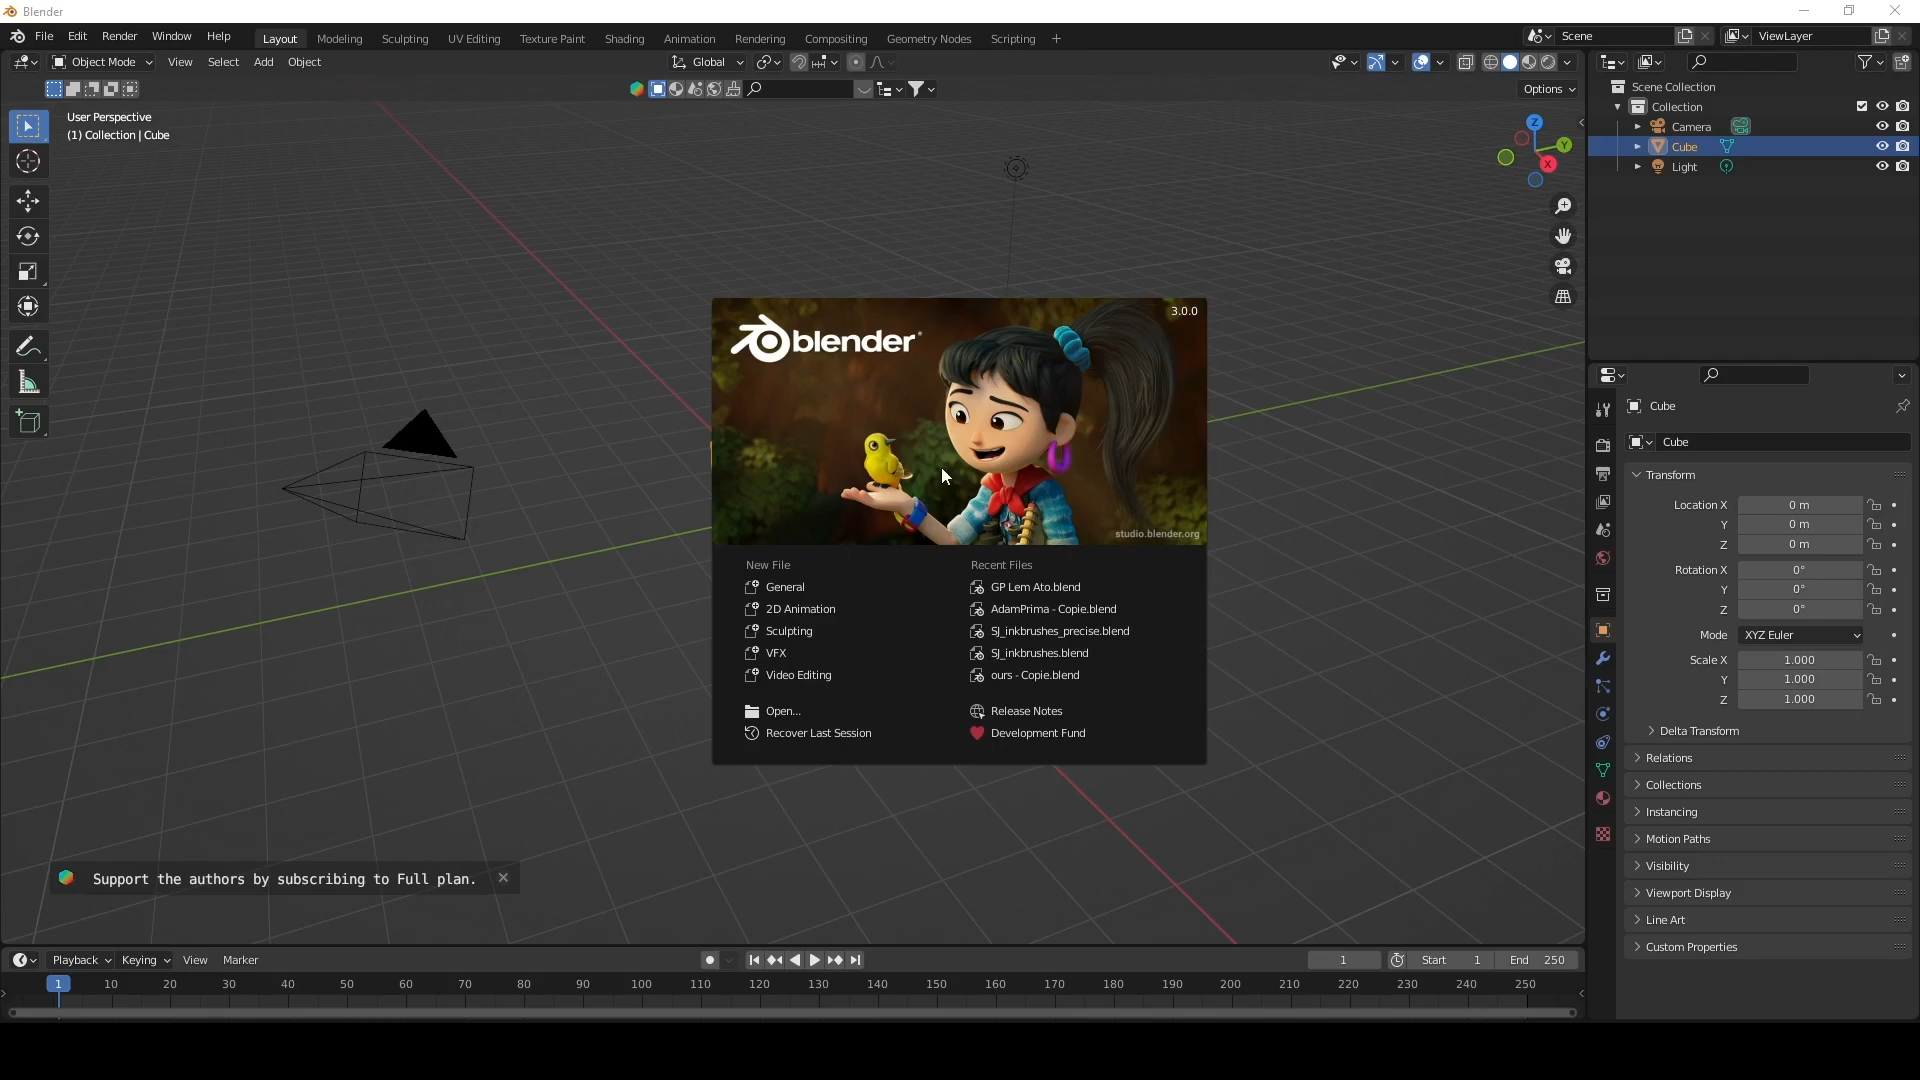 Blender
File Edit Render Window Help Layout Modeling Sculpting UV Editing Texture Paint Shading Animation Rendering Compositing Geometry Nodes Scripting + Scene ViewLayer
Object Mode View Select Add Object Global
Options
User Perspective
(1) Collection | Cube
Z
Y
X
Scene Collection
Collection
Camera
Cube
Light
3.0.0
blender
studio.blender.org
New File
General
2D Animation
Sculpting
VFX
Video Editing
Open...
Recover Last Session
Recent Files
GP Lem Ato.blend
AdamPrima - Copie.blend
SJ_inkbrushes_precise.blend
SJ_inkbrushes.blend
ours - Copie.blend
Release Notes
Development Fund
Cube
Cube
Transform
Location X 0 m
Y 0 m
Z 0 m
Rotation X 0°
Y 0°
Z 0°
Mode XYZ Euler
Scale X 1.000
Y 1.000
Z 1.000
Delta Transform
Relations
Collections
Instancing
Motion Paths
Visibility
Viewport Display
Line Art
Custom Properties
Support the authors by subscribing to Full plan.
Playback Keying View Marker 1 Start 1 End 250
1 10 20 30 40 50 60 70 80 90 100 110 120 130 140 150 160 170 180 190 200 210 220 230 240 250